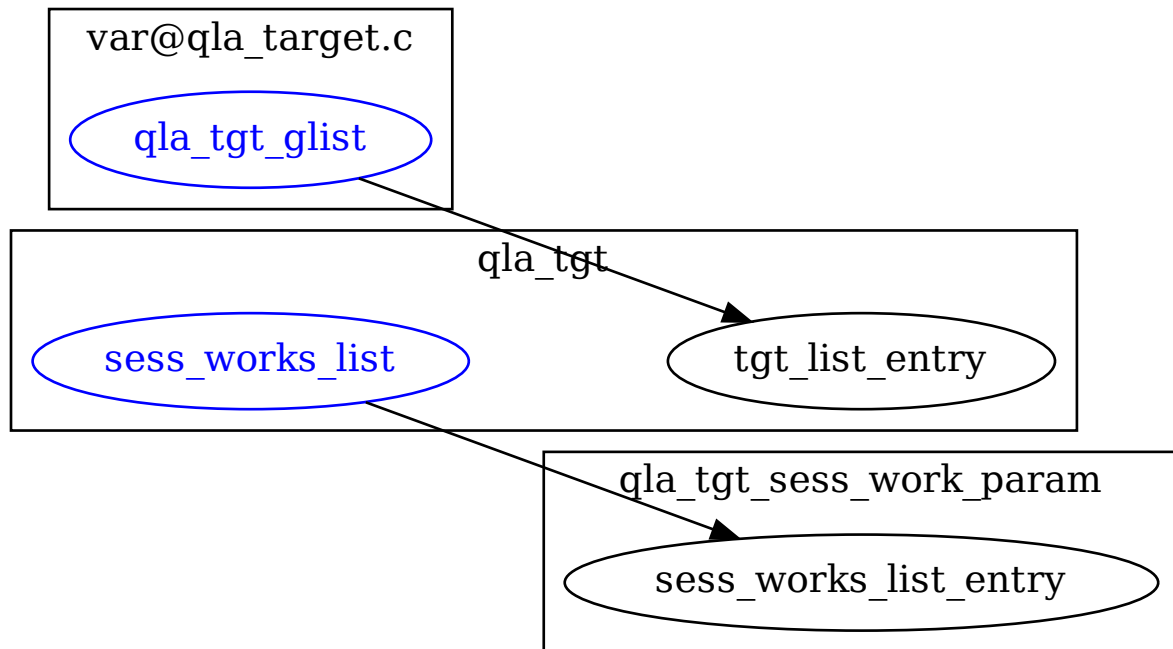 var@qla_target.c
qla_tgt_glist
qla_tgt
sess_works_list
tgt_list_entry
qla_tgt_sess_work_param
sess_works_list_entry